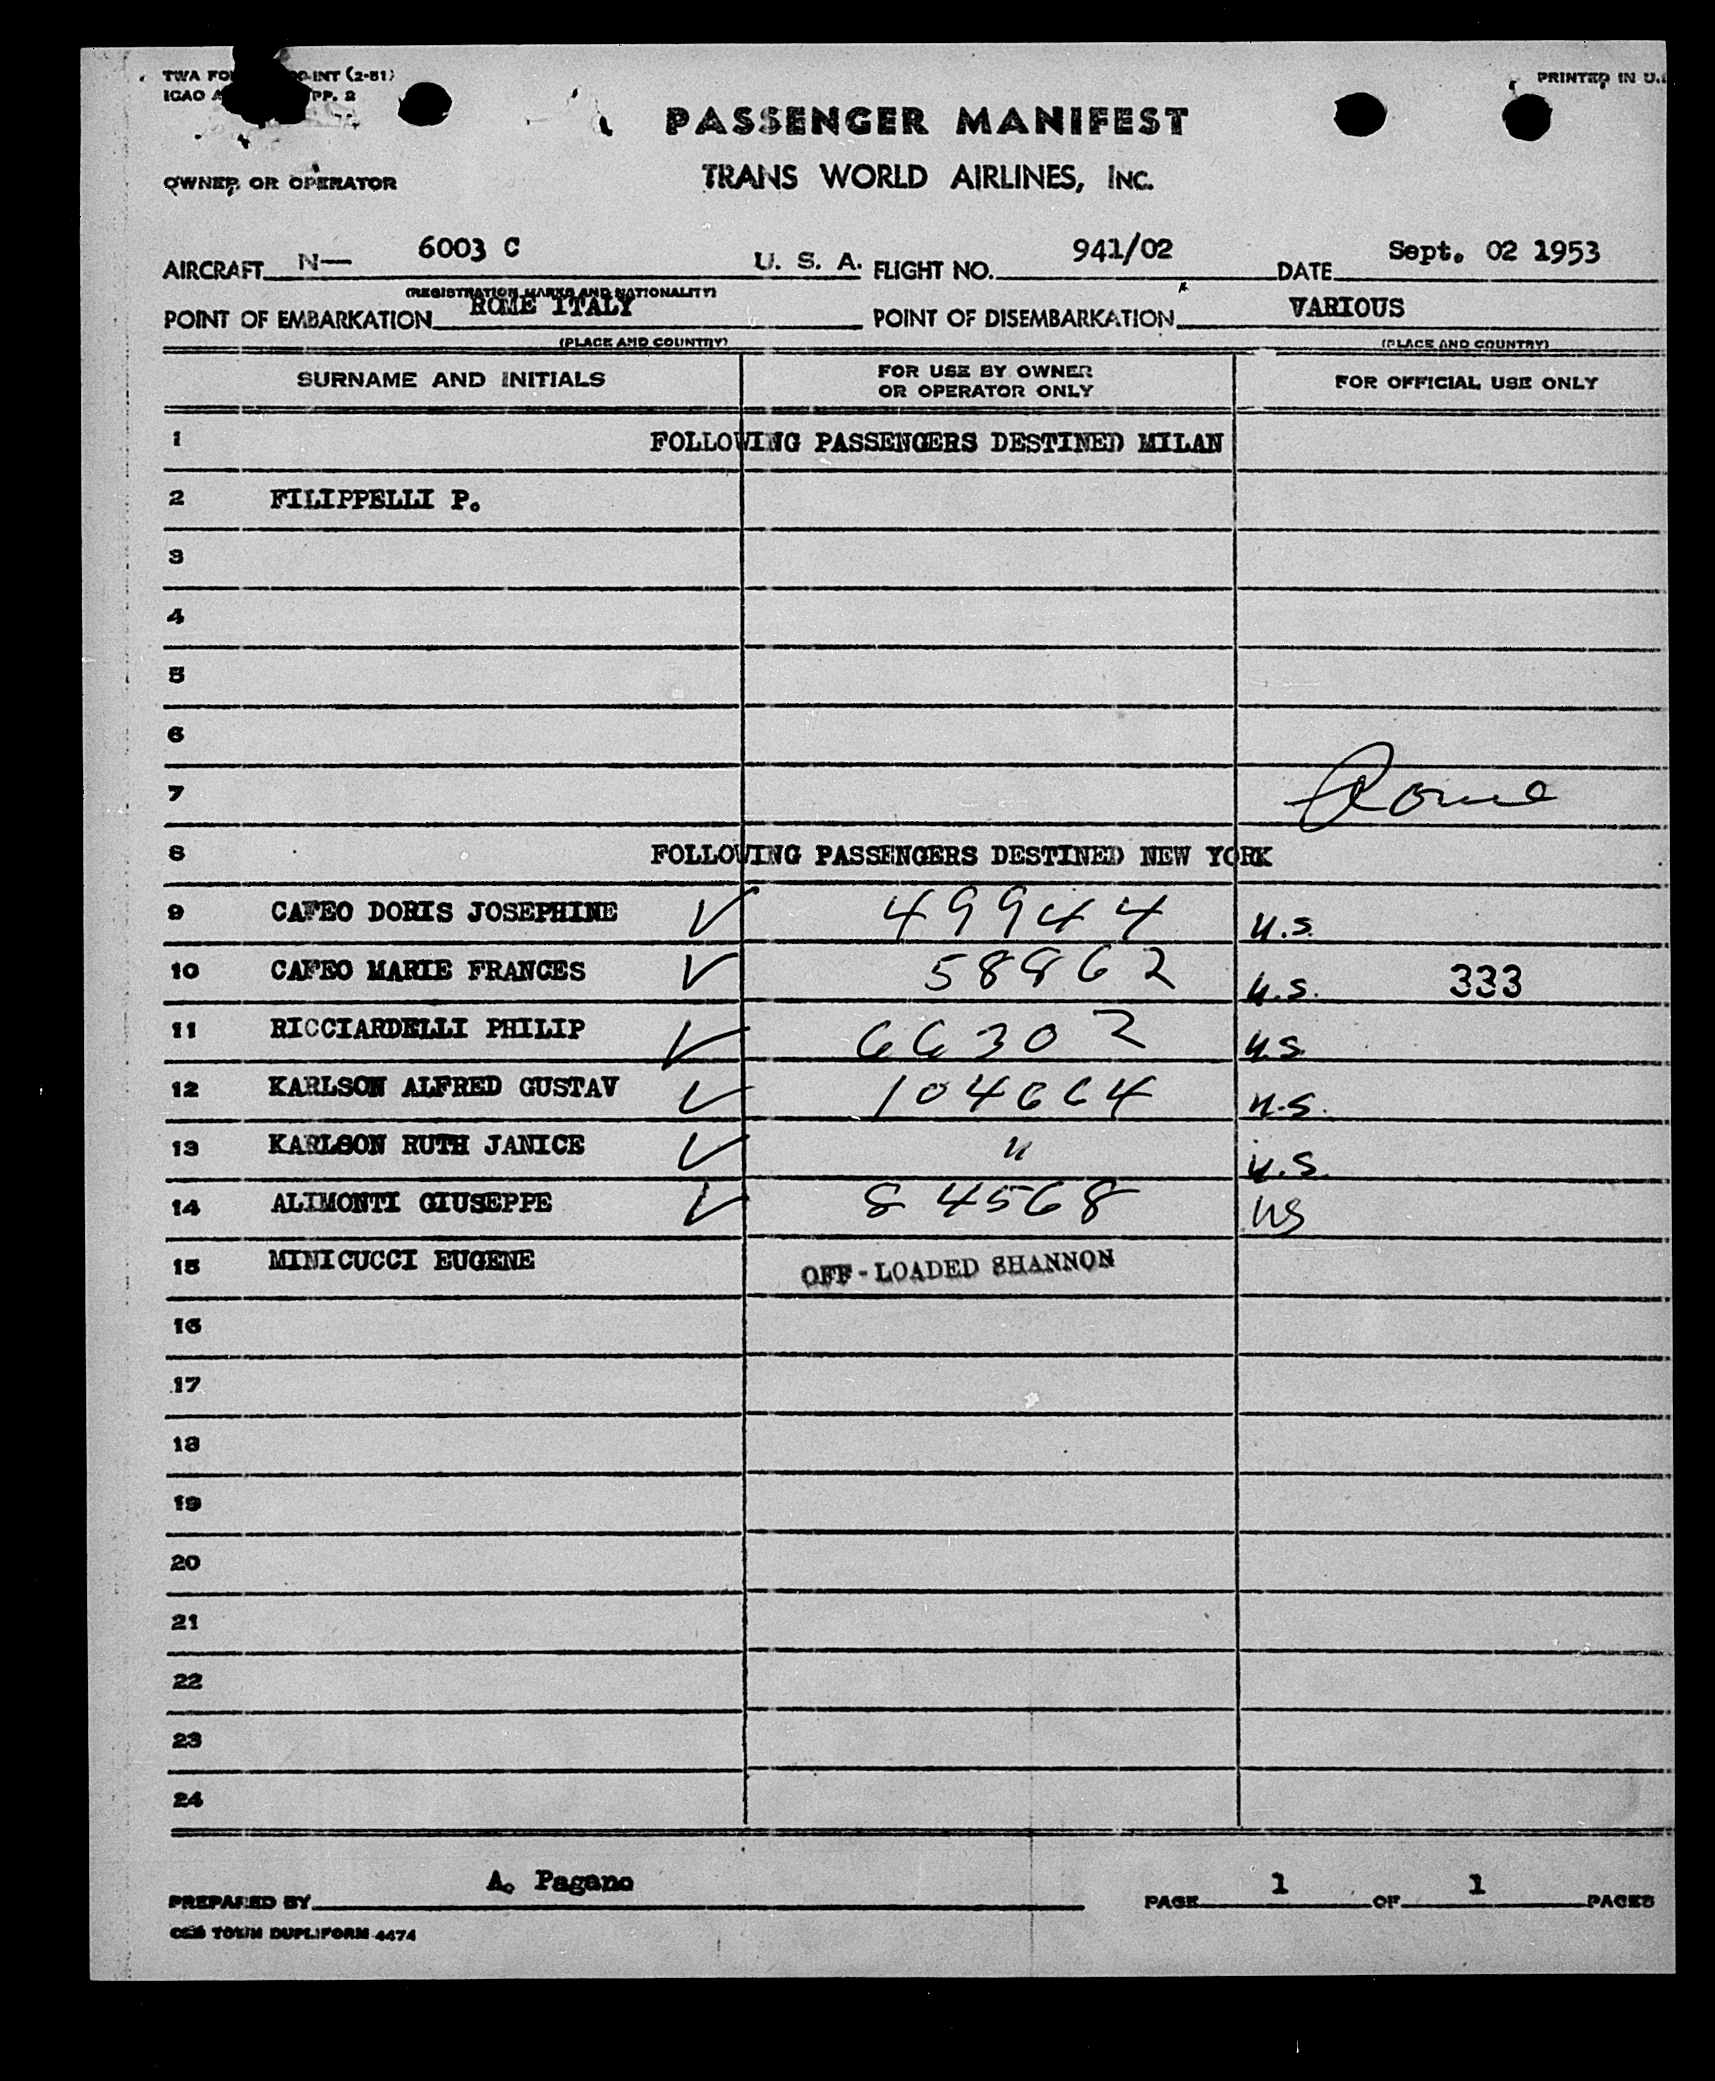 PRINTED IN U.
PP. 2
PASSENGER MANIFEST
OWNER OR OPERATOR
TRANS WORLD AIRLINES, INC.
AIRCRAFT N— 6003 C U. S. A. FLIGHT NO. 941/02 DATE Sept. 02 1953
(REGISTRATION MARKS AND NATIONALITY)
POINT OF EMBARKATION ROME ITALY POINT OF DISEMBARKATION VARIOUS
(PLACE AND COUNTRY) (PLACE AND COUNTRY)
SURNAME AND INITIALS FOR USE BY OWNER OR OPERATOR ONLY FOR OFFICIAL USE ONLY
1 FOLLOWING PASSENGERS DESTINED MILAN
2 FILIPPELLI P.
3
4
5
6
7 Rome
8 FOLLOWING PASSENGERS DESTINED NEW YORK
9 CAFEO DORIS JOSEPHINE ✓ 49944 U.S.
10 CAFEO MARIE FRANCES ✓ 58862 U.S. 333
11 RICCIARDELLI PHILIP ✓ 66302 U.S.
12 KARLSON ALFRED GUSTAV ✓ 104664 U.S.
13 KARLSON RUTH JANICE ✓ " U.S.
14 ALIMONTI GIUSEPPE ✓ 84568 US
15 MINICUCCI EUGENE OFF-LOADED SHANNON
16
17
18
19
20
21
22
23
24
PREPARED BY A. Pagano PAGE 1 OF 1 PAGES
DUPLIFORM 4474